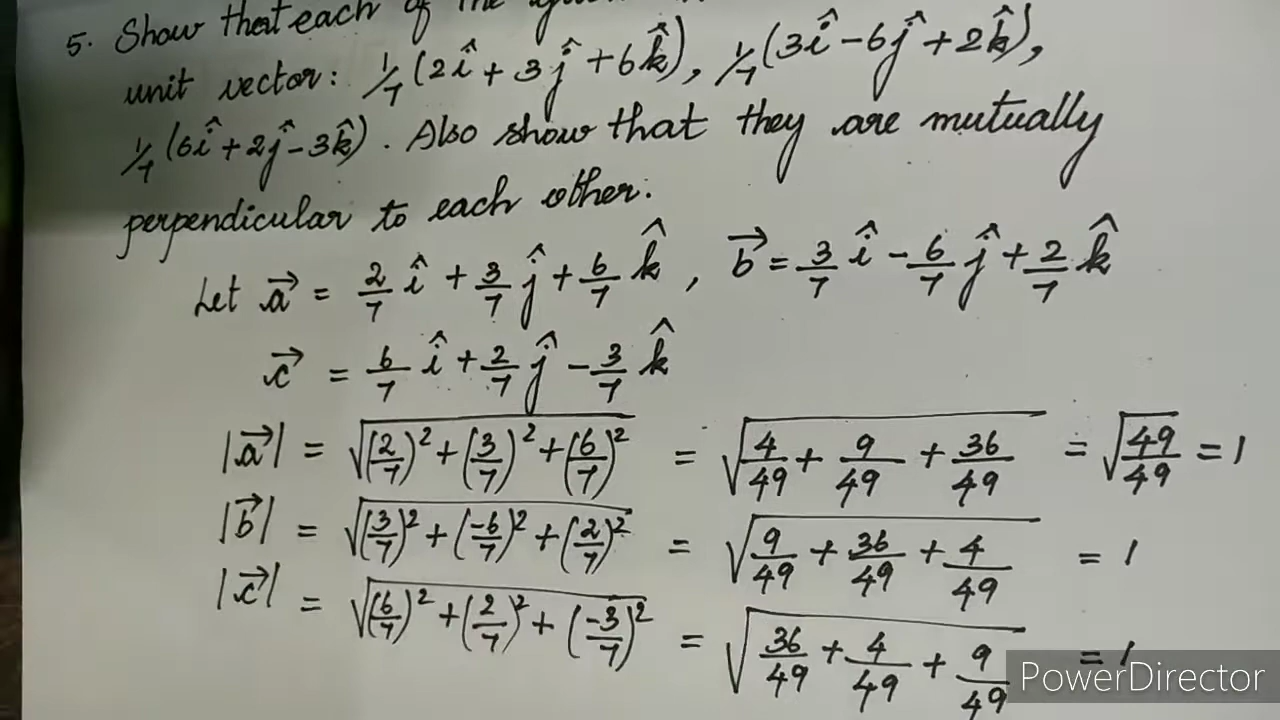 5. Show that each of the given
unit vector: 1/7 (2î + 3ĵ + 6k̂), 1/7 (3î - 6ĵ + 2k̂),
1/7 (6î + 2ĵ - 3k̂). Also show that they are mutually
perpendicular to each other.
Let a⃗ = 2/7 î + 3/7 ĵ + 6/7 k̂, b⃗ = 3/7 î - 6/7 ĵ + 2/7 k̂
c⃗ = 6/7 î + 2/7 ĵ - 3/7 k̂
|a⃗| = √((2/7)² + (3/7)² + (6/7)²) = √(4/49 + 9/49 + 36/49) = √(49/49) = 1
|b⃗| = √((3/7)² + (-6/7)² + (2/7)²) = √(9/49 + 36/49 + 4/49) = 1
|c⃗| = √((6/7)² + (2/7)² + (-3/7)²) = √(36/49 + 4/49 + 9/49) = 1
PowerDirector